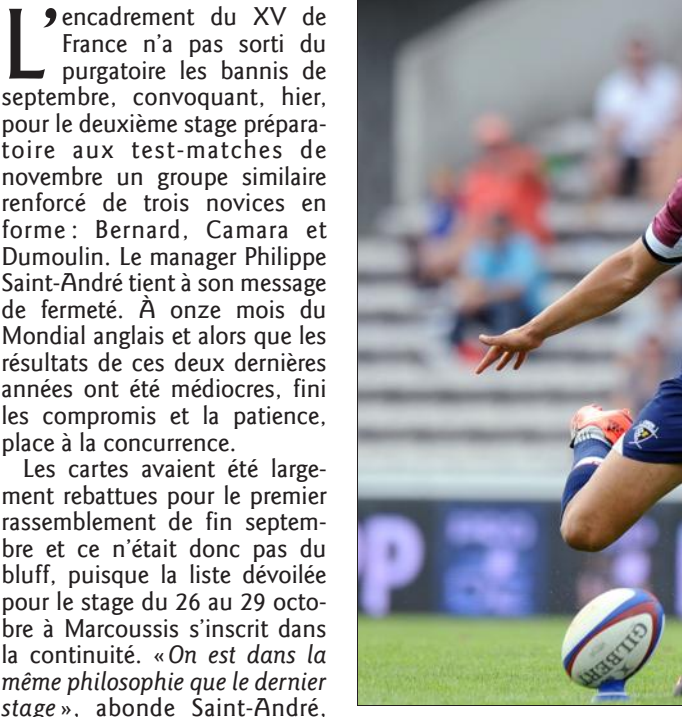 L'encadrement du XV de
France n'a pas sorti du
purgatoire les bannis de
septembre, convoquant, hier,
pour le deuxième stage prépara-
toire aux test-matches de
novembre un groupe similaire
renforcé de trois novices en
forme : Bernard, Camara et
Dumoulin. Le manager Philippe
Saint-André tient à son message
de fermeté. À onze mois du
Mondial anglais et alors que les
résultats de ces deux dernières
années ont été médiocres, fini
les compromis et la patience,
place à la concurrence.
Les cartes avaient été large-
ment rebattues pour le premier
rassemblement de fin septem-
bre et ce n'était donc pas du
bluff, puisque la liste dévoilée
pour le stage du 26 au 29 octo-
bre à Marcoussis s'inscrit dans
la continuité. «On est dans la
même philosophie que le dernier
stage», abonde Saint-André,
GILBERT